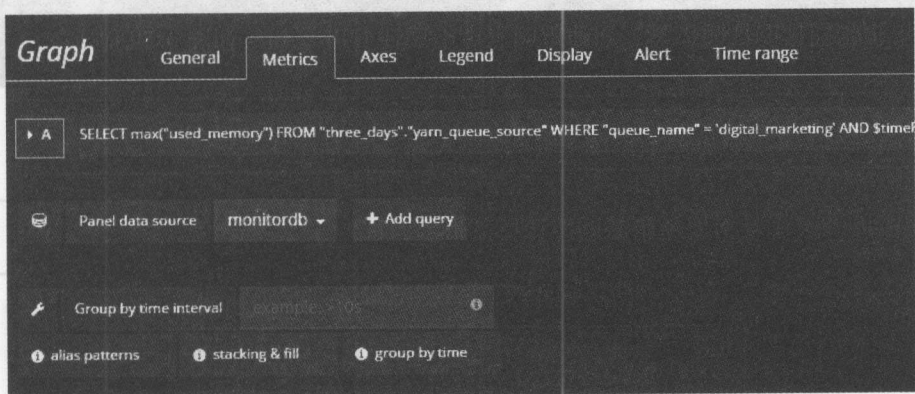 Graph General Metrics Axes Legend Display Alert Time range
A SELECT max("used_memory") FROM "three_days"."yarn_queue_source" WHERE "queue_name" = 'digital_marketing' AND
Panel data source monitordb + Add query
Group by time interval example: >10s
alias patterns stacking & fill group by time